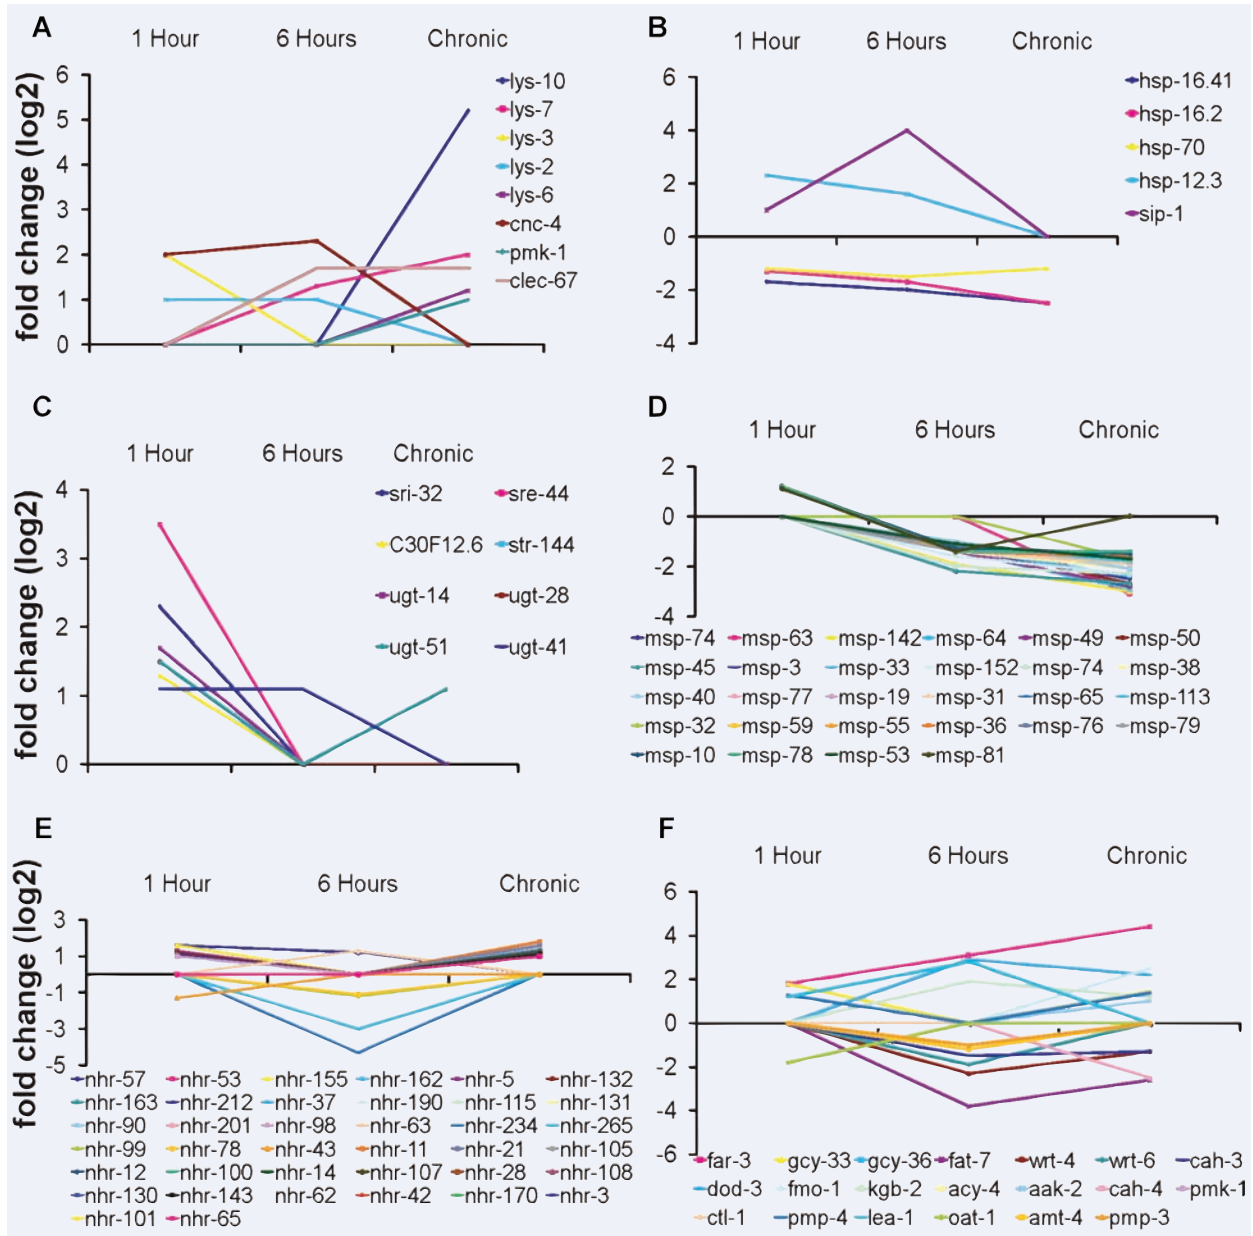 A
1 Hour 6 Hours Chronic
fold change (log2)
6
5
4
3
2
1
0
lys-10
lys-7
lys-3
lys-2
lys-6
cnc-4
pmk-1
clec-67
B
1 Hour 6 Hours Chronic
6
4
2
0
-2
-4
hsp-16.41
hsp-16.2
hsp-70
hsp-12.3
sip-1
C
1 Hour 6 Hours Chronic
fold change (log2)
4
3
2
1
0
sri-32 sre-44
C30F12.6 str-144
ugt-14 ugt-28
ugt-51 ugt-41
D
1 Hour 6 Hours Chronic
2
0
-2
-4
msp-74 msp-63 msp-142 msp-64 msp-49 msp-50
msp-45 msp-3 msp-33 msp-152 msp-74 msp-38
msp-40 msp-77 msp-19 msp-31 msp-65 msp-113
msp-32 msp-59 msp-55 msp-36 msp-76 msp-79
msp-10 msp-78 msp-53 msp-81
E
1 Hour 6 Hours Chronic
fold change (log2)
3
1
-1
-3
-5
nhr-57 nhr-53 nhr-155 nhr-162 nhr-5 nhr-132
nhr-163 nhr-212 nhr-37 nhr-190 nhr-115 nhr-131
nhr-90 nhr-201 nhr-98 nhr-63 nhr-234 nhr-265
nhr-99 nhr-78 nhr-43 nhr-11 nhr-21 nhr-105
nhr-12 nhr-100 nhr-14 nhr-107 nhr-28 nhr-108
nhr-130 nhr-143 nhr-62 nhr-42 nhr-170 nhr-3
nhr-101 nhr-65
F
1 Hour 6 Hours Chronic
6
4
2
0
-2
-4
-6
far-3 gcy-33 gcy-36 fat-7 wrt-4 wrt-6 cah-3
dod-3 fmo-1 kgb-2 acy-4 aak-2 cah-4 pmk-1
ctl-1 pmp-4 lea-1 oat-1 amt-4 pmp-3